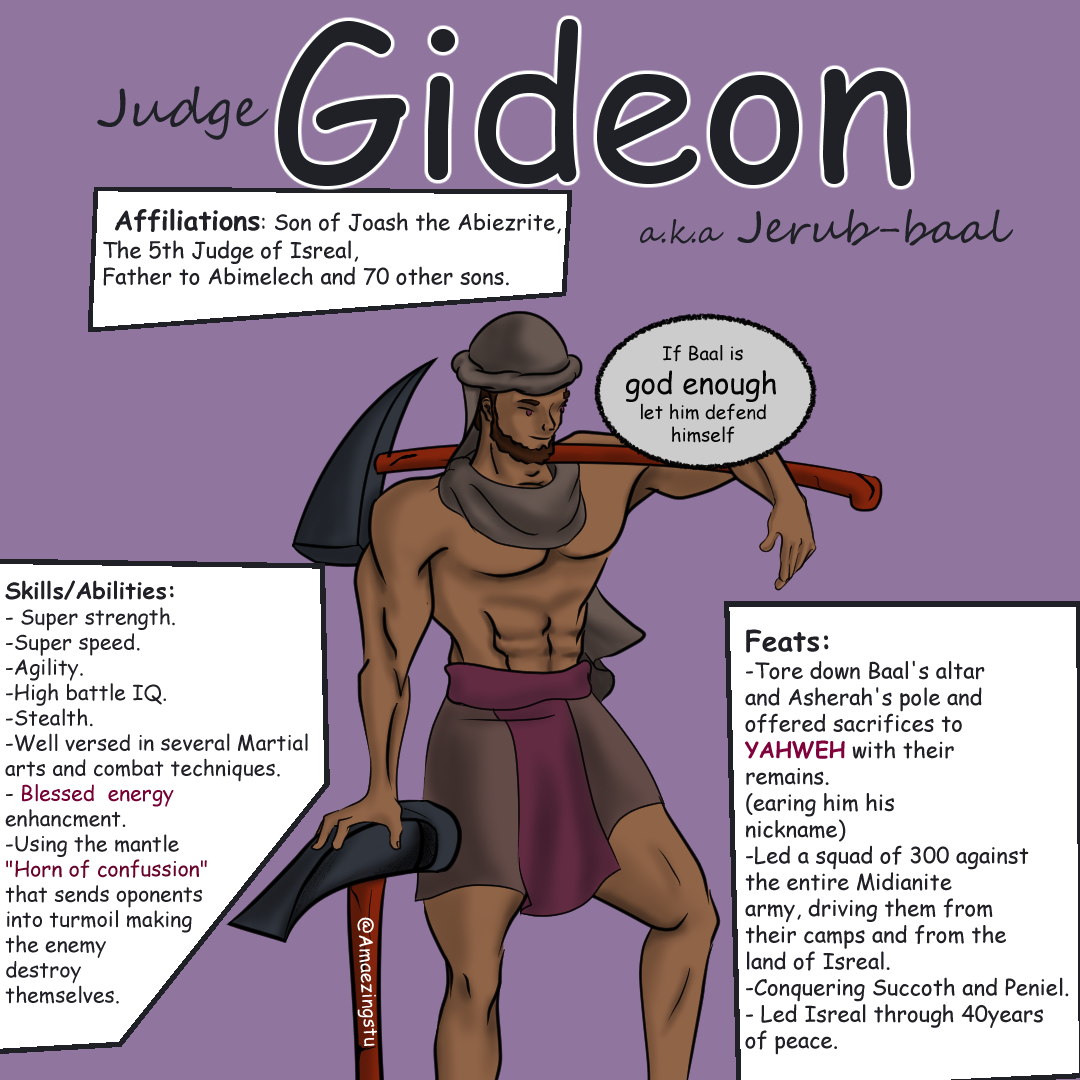 Judge Gideon
a.k.a Jerub-baal
Affiliations: Son of Joash the Abiezrite,
The 5th Judge of Isreal,
Father to Abimelech and 70 other sons.
If Baal is
god enough
let him defend
himself
Skills/Abilities:
- Super strength.
-Super speed.
-Agility.
-High battle IQ.
-Stealth.
-Well versed in several Martial
arts and combat techniques.
- Blessed energy
enhancment.
-Using the mantle
"Horn of confussion"
that sends oponents
into turmoil making
the enemy
destroy
themselves.
@Amaezingstu
Feats:
-Tore down Baal's altar
and Asherah's pole and
offered sacrifices to
YAHWEH with their
remains.
(earing him his
nickname)
-Led a squad of 300 against
the entire Midianite
army, driving them from
their camps and from the
land of Isreal.
-Conquering Succoth and Peniel.
- Led Isreal through 40years
of peace.